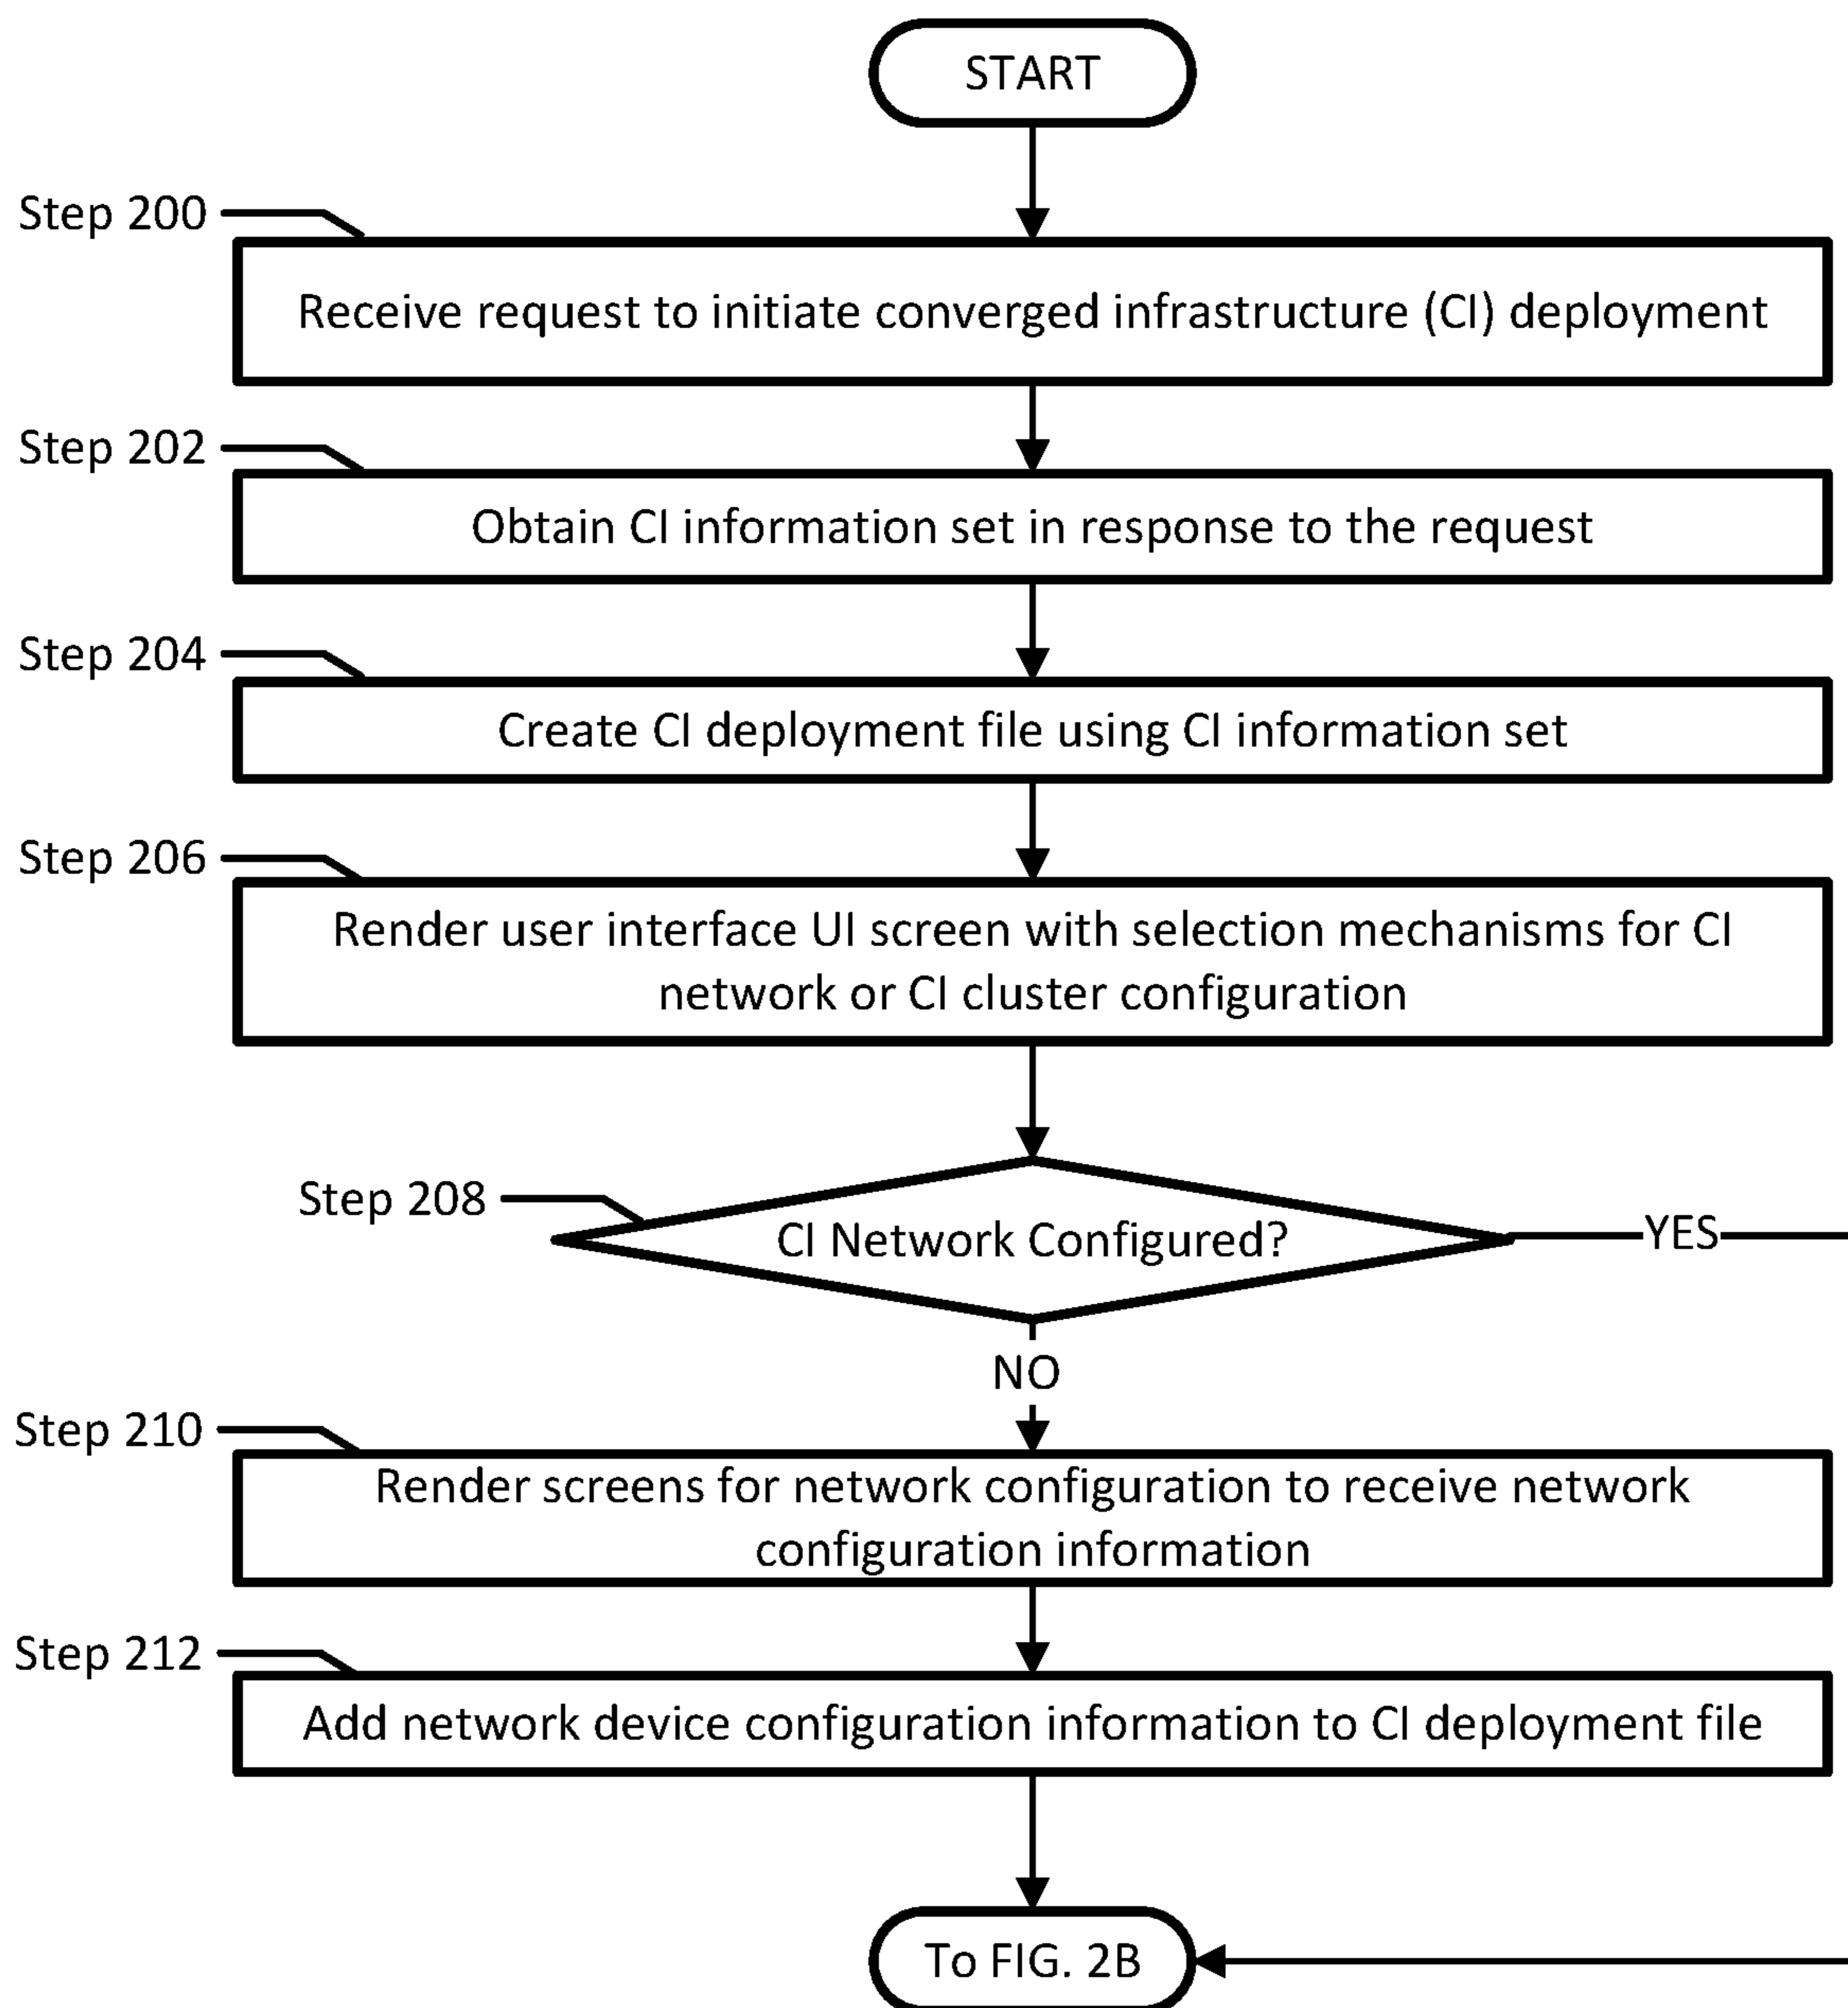 START
Step 200
Receive request to initiate converged infrastructure (CI) deployment
Step 202
Obtain CI information set in response to the request
Step 204
Create CI deployment file using CI information set
Step 206
Render user interface UI screen with selection mechanisms for CI
network or CI cluster configuration
Step 208
CI Network Configured?
YES
NO
Step 210
Render screens for network configuration to receive network
configuration information
Step 212
Add network device configuration information to CI deployment file
To FIG. 2B